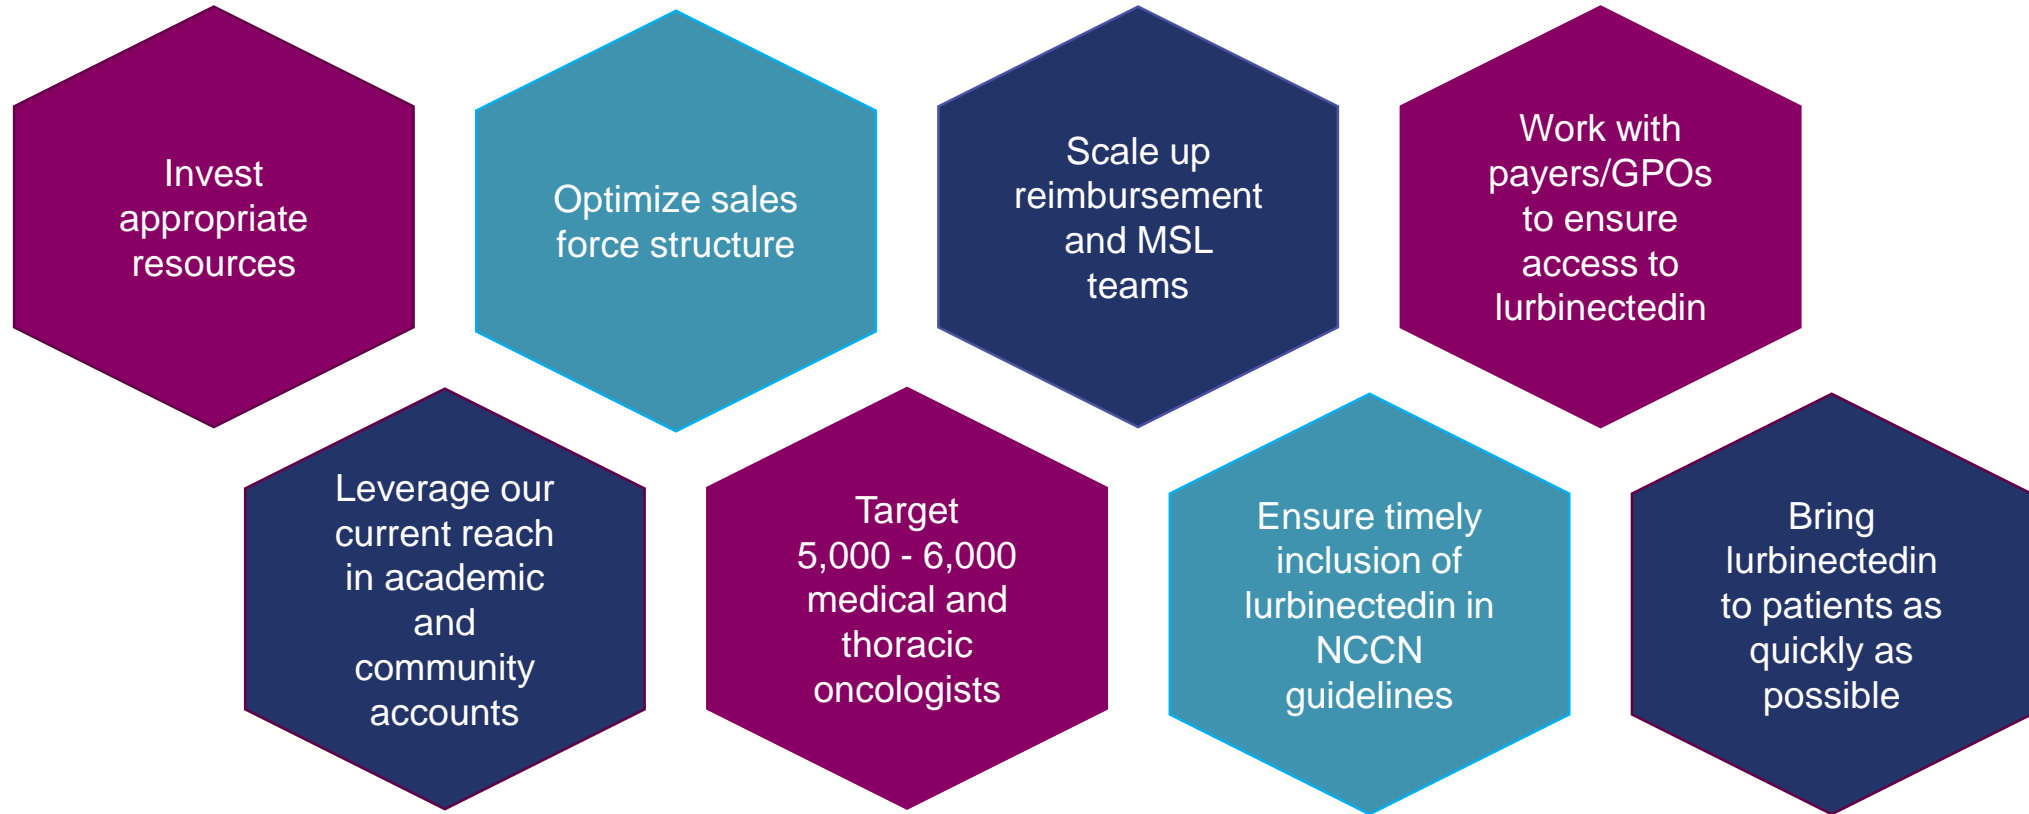 Invest
appropriate
resources
Optimize sales
force structure
Scale up
reimbursement
and MSL
teams
Work with
payers/GPOs
to ensure
access to
lurbinectedin
Leverage our
current reach
in academic
and
community
accounts
Target
5,000 - 6,000
medical and
thoracic
oncologists
Ensure timely
inclusion of
lurbinectedin in
NCCN
guidelines
Bring
lurbinectedin
to patients as
quickly as
possible